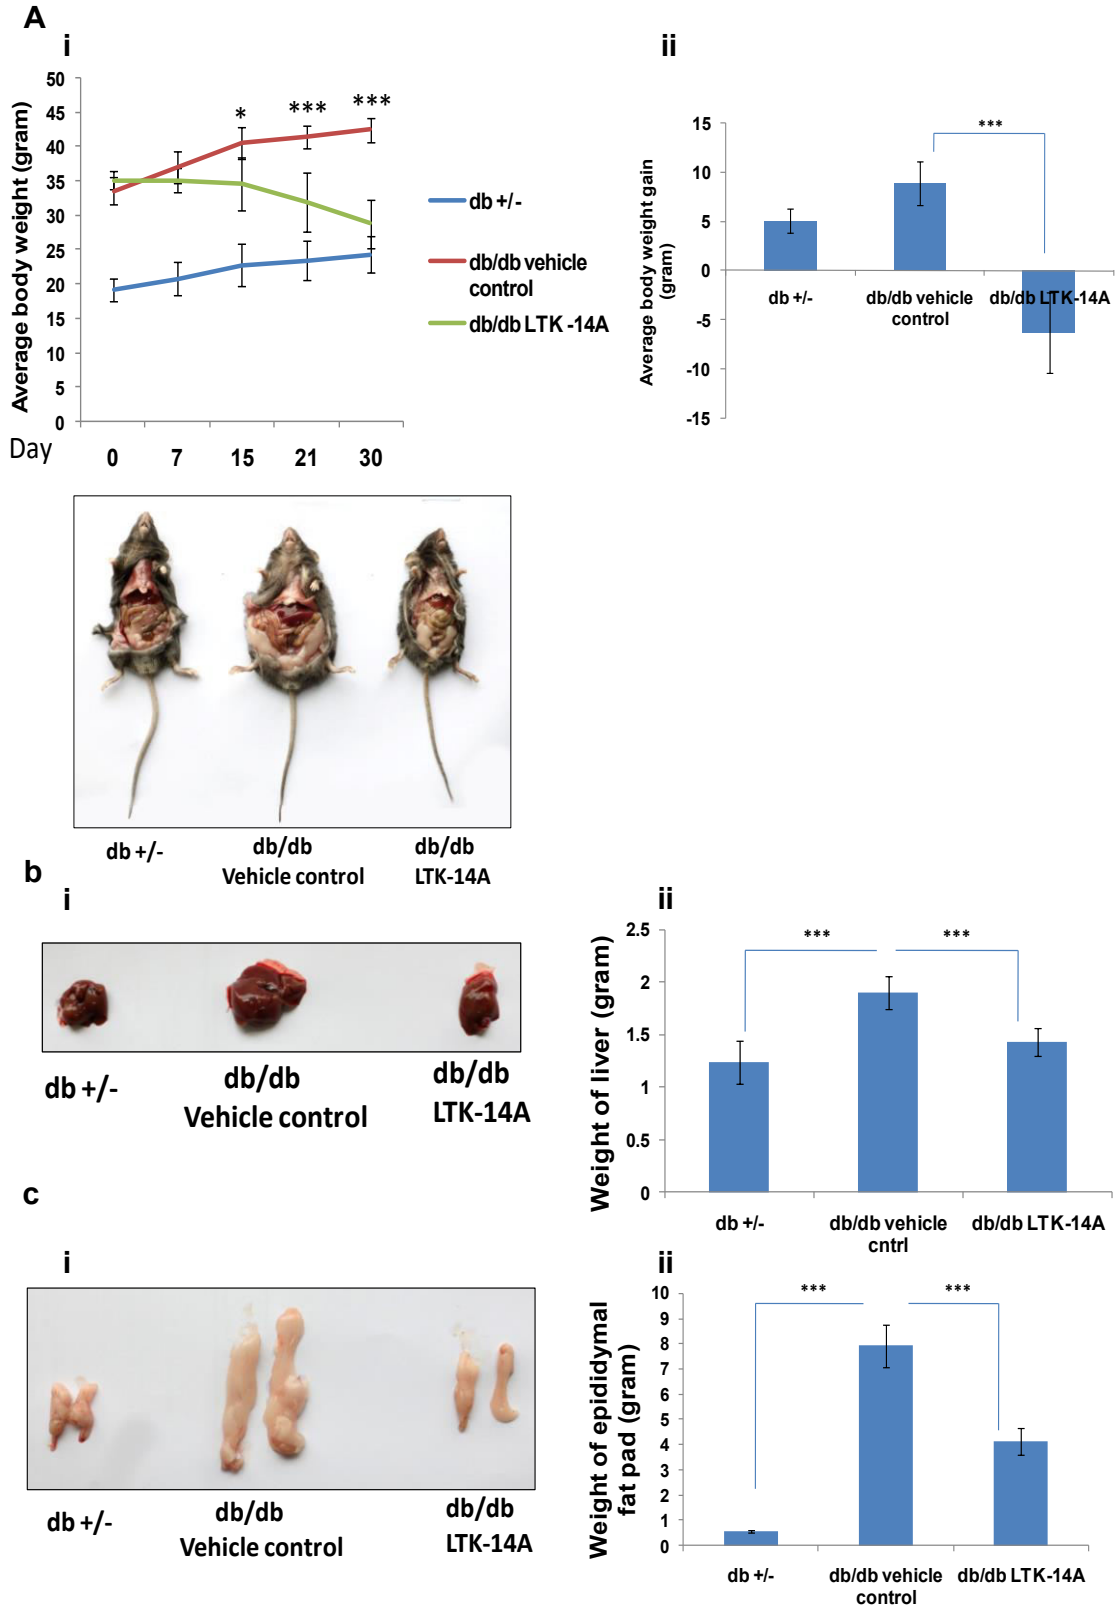 A
i
50
45
40
35
30
25
20
15
10
5
0
Average body weight (gram)
* *** ***
Day 0 7 15 21 30
db +/-
db/db vehicle
control
db/db LTK -14A
ii
15
10
5
0
-5
-10
-15
Average body weight gain
(gram)
***
db +/- db/db vehicle db/db LTK-14A
control
db +/- db/db db/db
Vehicle control LTK-14A
b
i
db +/- db/db db/db
Vehicle control LTK-14A
ii
2.5
2
1.5
1
0.5
0
Weight of liver (gram)
*** ***
db +/- db/db vehicle db/db LTK-14A
cntrl
c
i
db +/- db/db db/db
Vehicle control LTK-14A
ii
10
9
8
7
6
5
4
3
2
1
0
Weight of epididymal
fat pad (gram)
*** ***
db +/- db/db vehicle db/db LTK-14A
control